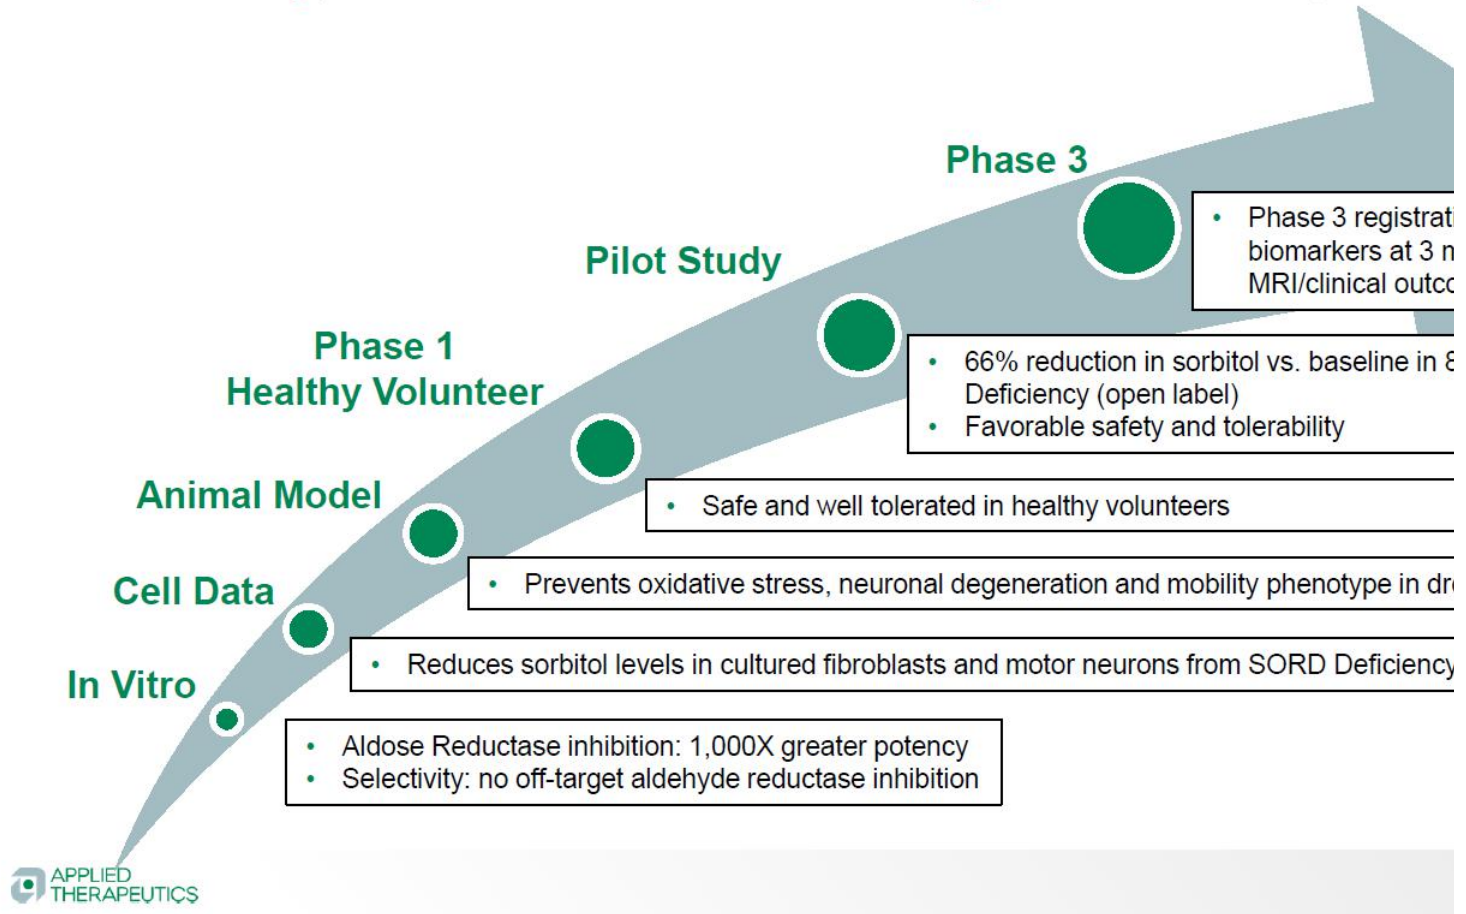 Phase 3
• Phase 3 registrati
biomarkers at 3 m
MRI/clinical outco
Pilot Study
• 66% reduction in sorbitol vs. baseline in 8
Deficiency (open label)
• Favorable safety and tolerability
Phase 1
Healthy Volunteer
• Safe and well tolerated in healthy volunteers
Animal Model
• Prevents oxidative stress, neuronal degeneration and mobility phenotype in dro
Cell Data
• Reduces sorbitol levels in cultured fibroblasts and motor neurons from SORD Deficiency
In Vitro
• Aldose Reductase inhibition: 1,000X greater potency
• Selectivity: no off-target aldehyde reductase inhibition
APPLIED
THERAPEUTICS